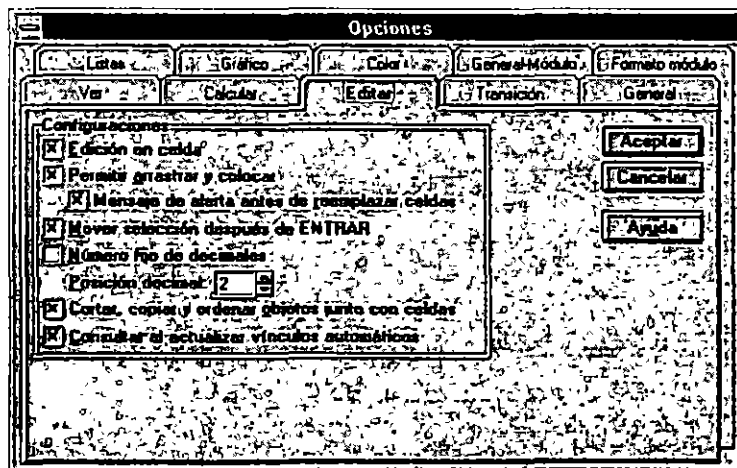 Opciones
Listas Gráfico Color General-Módulo Formato módulo
Ver Calcular Editar Transición General
Configuraciones
Edición en celda
Permitir arrastrar y colocar
Mensaje de alerta antes de reemplazar celdas
Mover selección después de ENTRAR
Número fijo de decimales
Posición decimal: 2
Cortar, copiar y ordenar objetos junto con celdas
Consultar al actualizar vínculos automáticos
Aceptar
Cancelar
Ayuda